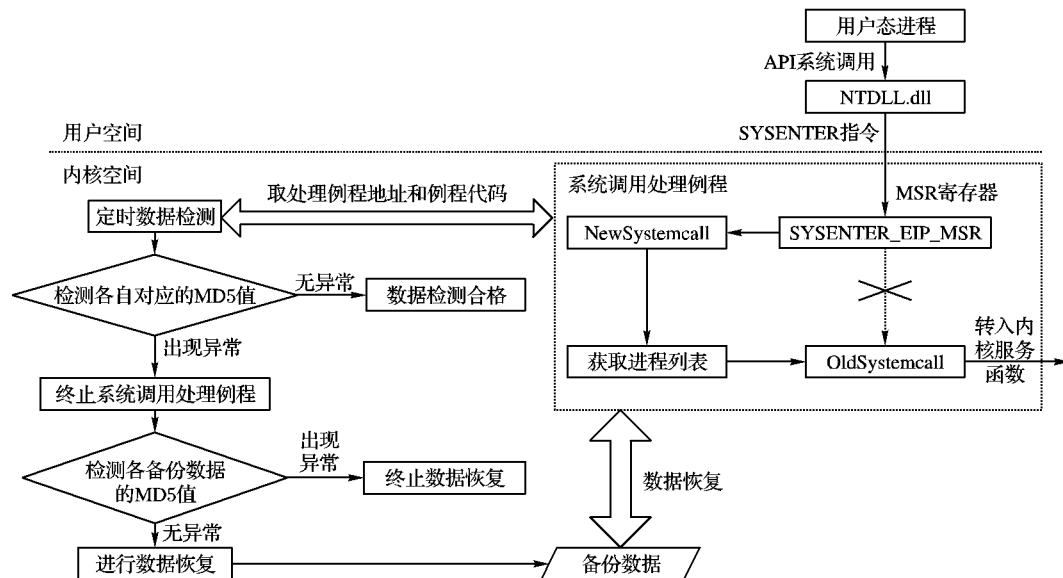 用户态进程
API系统调用
NTDLL.dll
用户空间
SYSENTER指令
内核空间
取处理例程地址和例程代码
系统调用处理例程
MSR寄存器
定时数据检测
NewSystemcall
SYSENTER_EIP_MSR
检测各自对应的MD5值
无异常
数据检测合格
出现异常
获取进程列表
OldSystemcall
转入内
核服务
函数
终止系统调用处理例程
检测各备份数据
的MD5值
出现
异常
终止数据恢复
数据恢复
无异常
进行数据恢复
备份数据